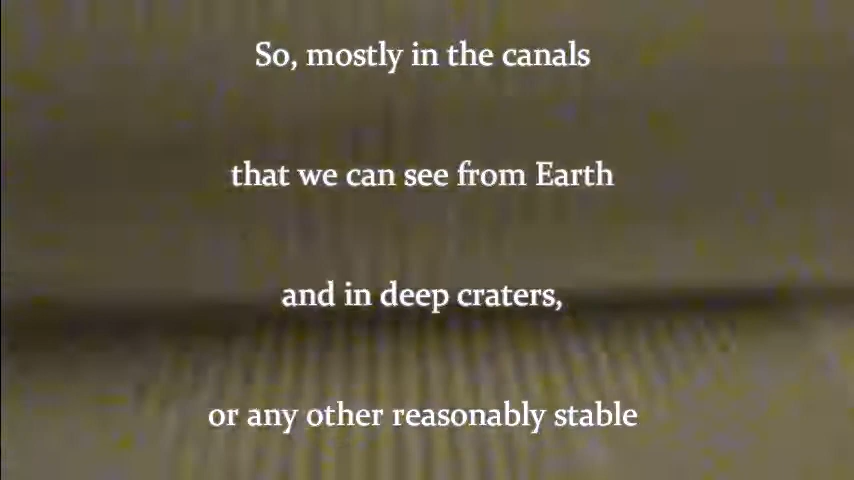 So, mostly in the canals
that we can see from Earth
and in deep craters,
or any other reasonably stable